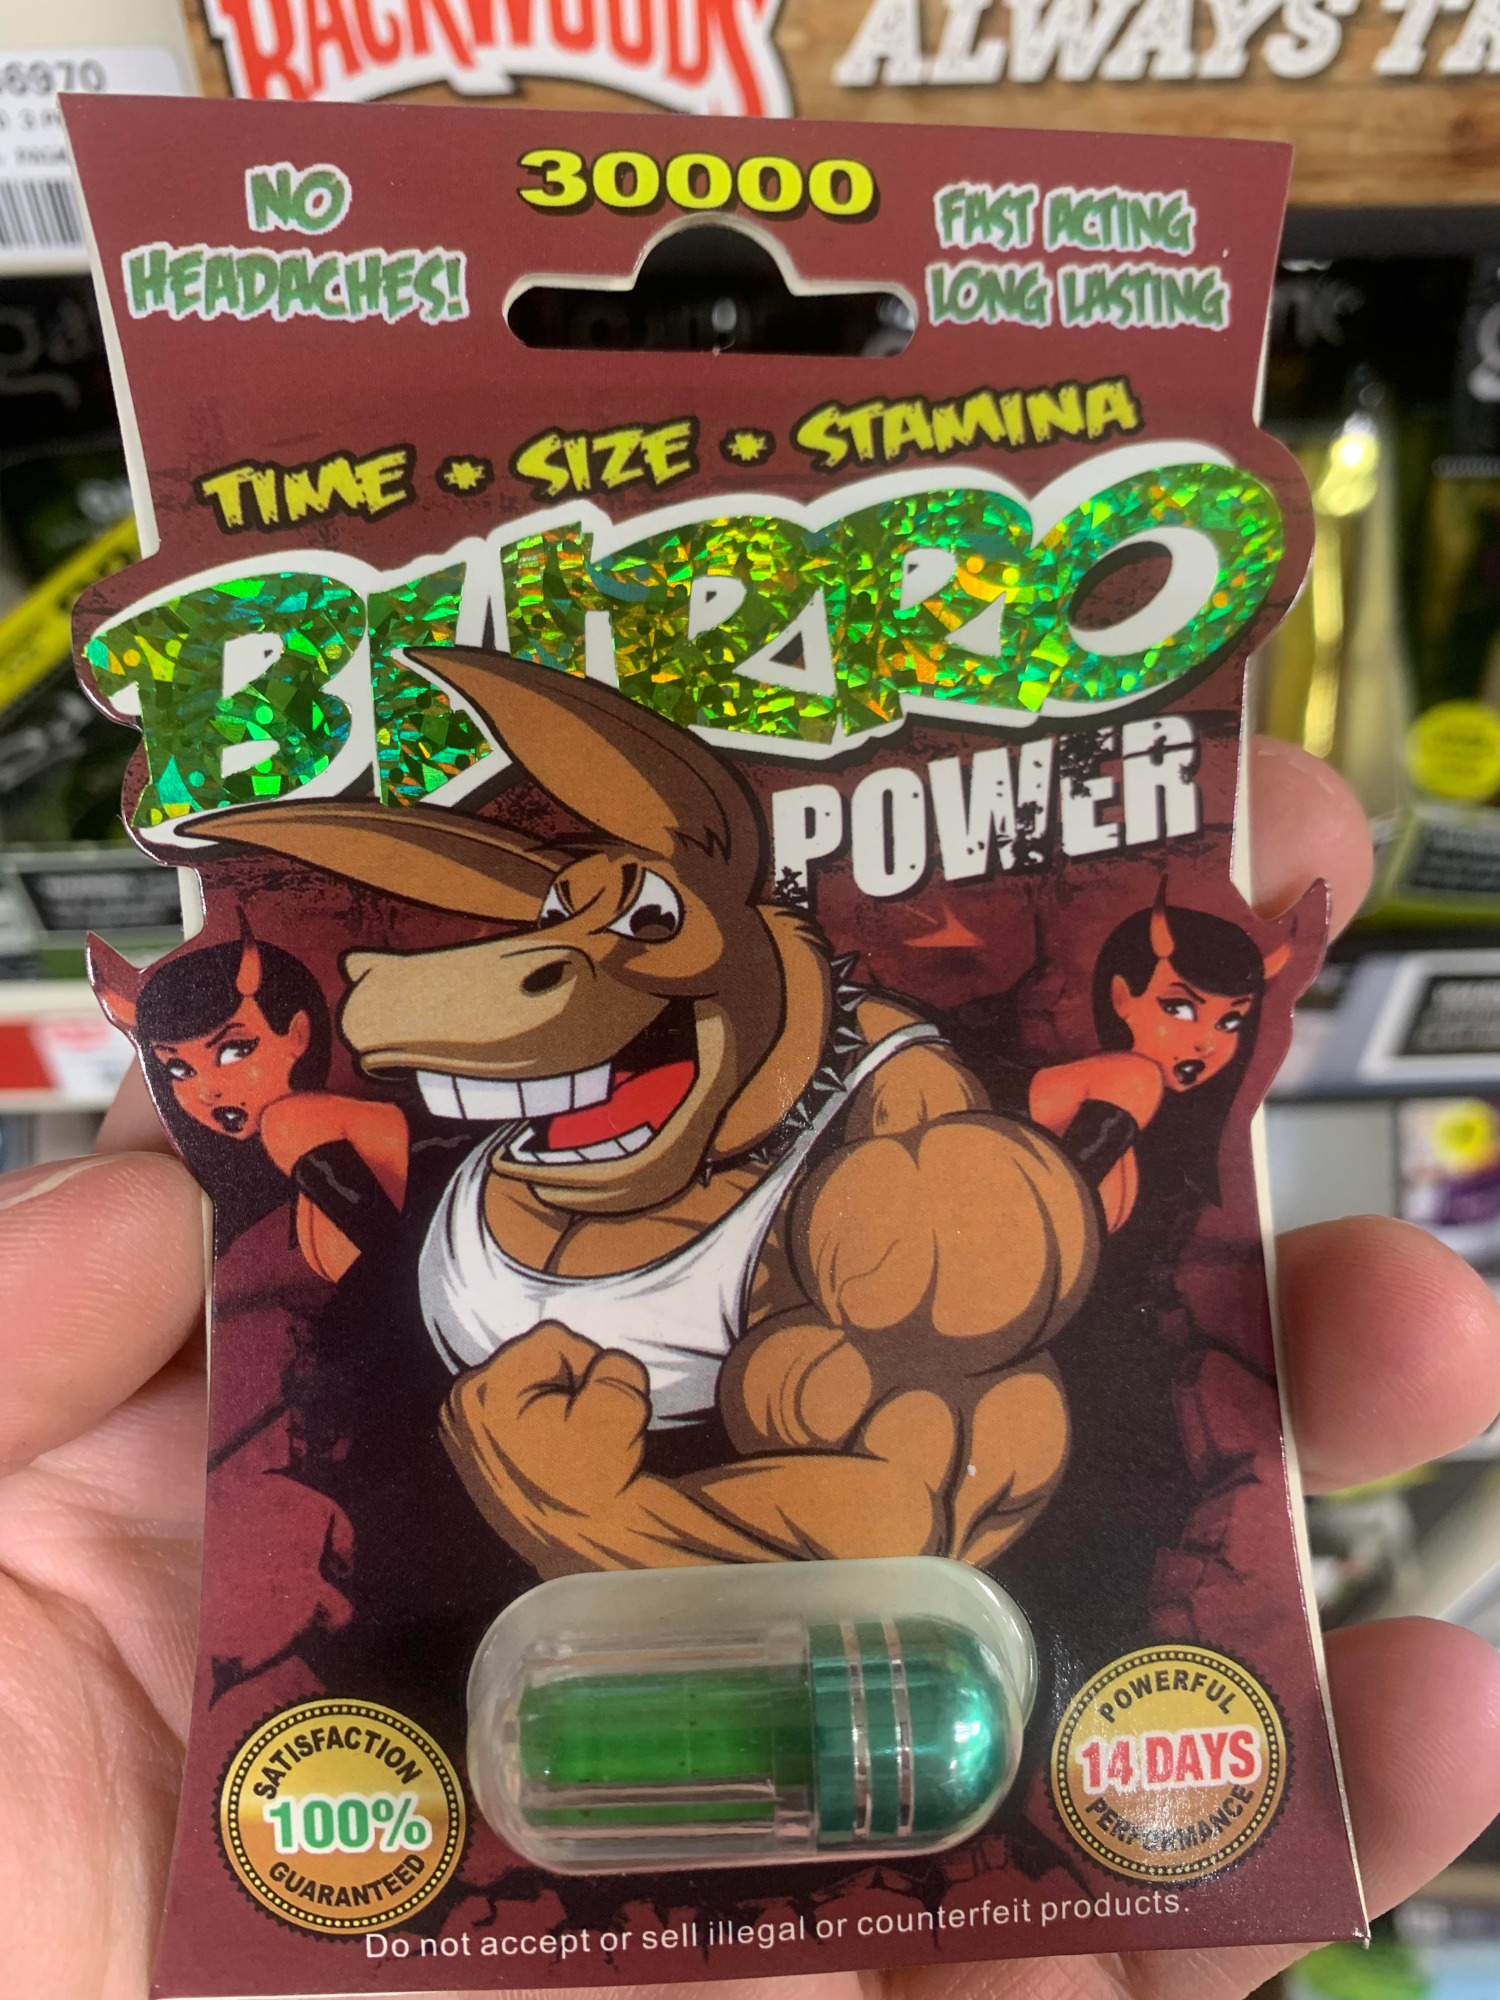 BACKWOODS
ALWAYS
6970
30000
NO
HEADACHES!
FAST ACTING
LONG LASTING
TIME * SIZE * STAMINA
BURRO
POWER
SATISFACTION
100%
GUARANTEED
POWERFUL
14 DAYS
PERFORMANCE
Do not accept or sell illegal or counterfeit products.